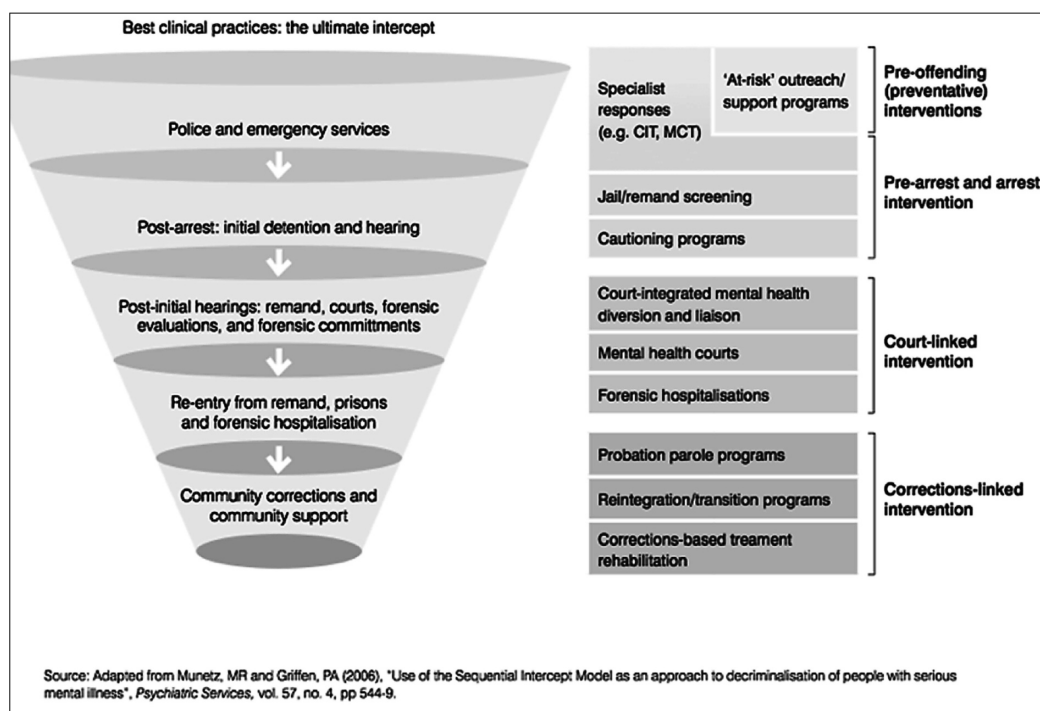 Best clinical practices: the ultimate intercept
Police and emergency services
Post-arrest: initial detention and hearing
Post-initial hearings: remand, courts, forensic
evaluations, and forensic committments
Re-entry from remand, prisons
and forensic hospitalisation
Community corrections and
community support
Specialist
responses
(e.g. CIT, MCT)
'At-risk' outreach/
support programs
Jail/remand screening
Cautioning programs
Court-integrated mental health
diversion and liaison
Mental health courts
Forensic hospitalisations
Probation parole programs
Reintegration/transition programs
Corrections-based treament
rehabilitation
Pre-offending
(preventative)
interventions
Pre-arrest and arrest
intervention
Court-linked
intervention
Corrections-linked
intervention
Source: Adapted from Munetz, MR and Griffen, PA (2006), "Use of the Sequential Intercept Model as an approach to decriminalisation of people with serious
mental illness", Psychiatric Services, vol. 57, no. 4, pp 544-9.